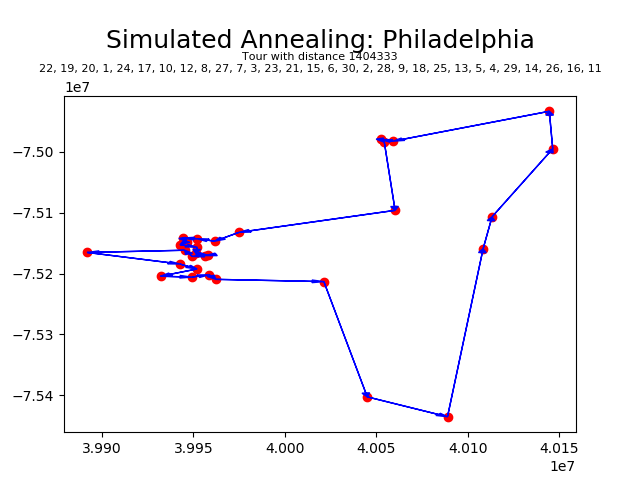 Simulated Annealing: Philadelphia
Tour with distance 1404333
22, 19, 20, 1, 24, 17, 10, 12, 8, 27, 7, 3, 23, 21, 15, 6, 30, 2, 28, 9, 18, 25, 13, 5, 4, 29, 14, 26, 16, 11
1e7
−7.50
−7.51
−7.52
−7.53
−7.54
3.990 3.995 4.000 4.005 4.010 4.015
1e7